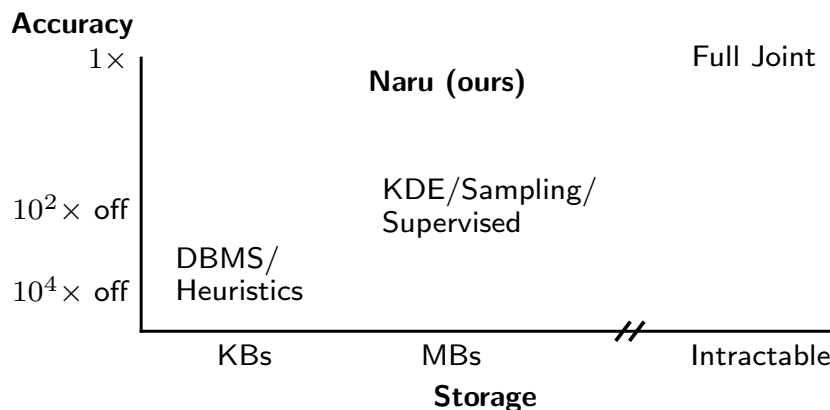 Accuracy
1×
Full Joint
Naru (ours)
10²× off
KDE/Sampling/
Supervised
DBMS/
Heuristics
10⁴× off
KBs
MBs
Intractable
Storage